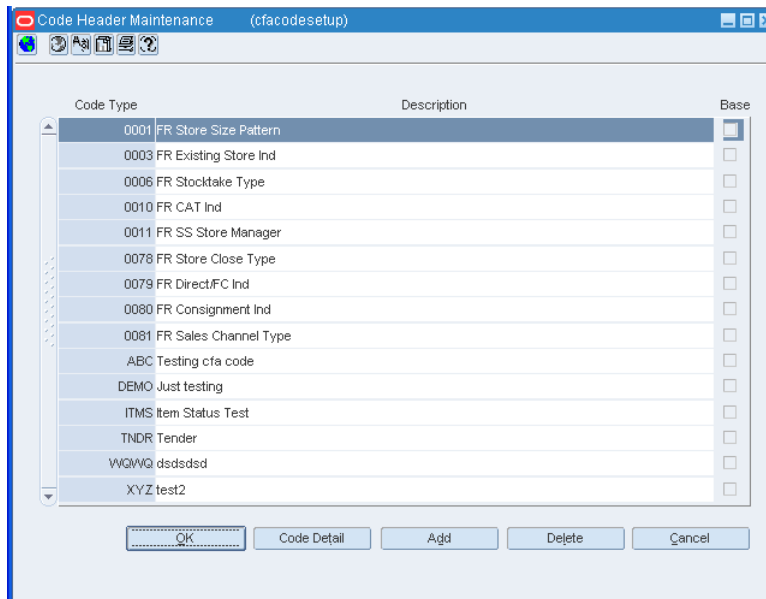 Code Header Maintenance (cfacodesetup)
Code Type Description Base
0001 FR Store Size Pattern
0003 FR Existing Store Ind
0006 FR Stocktake Type
0010 FR CAT Ind
0011 FR SS Store Manager
0078 FR Store Close Type
0079 FR Direct/FC Ind
0080 FR Consignment Ind
0081 FR Sales Channel Type
ABC Testing cfa code
DEMO Just testing
ITMS Item Status Test
TNDR Tender
WQWQ dsdsdsd
XYZ test2
OK Code Detail Add Delete Cancel